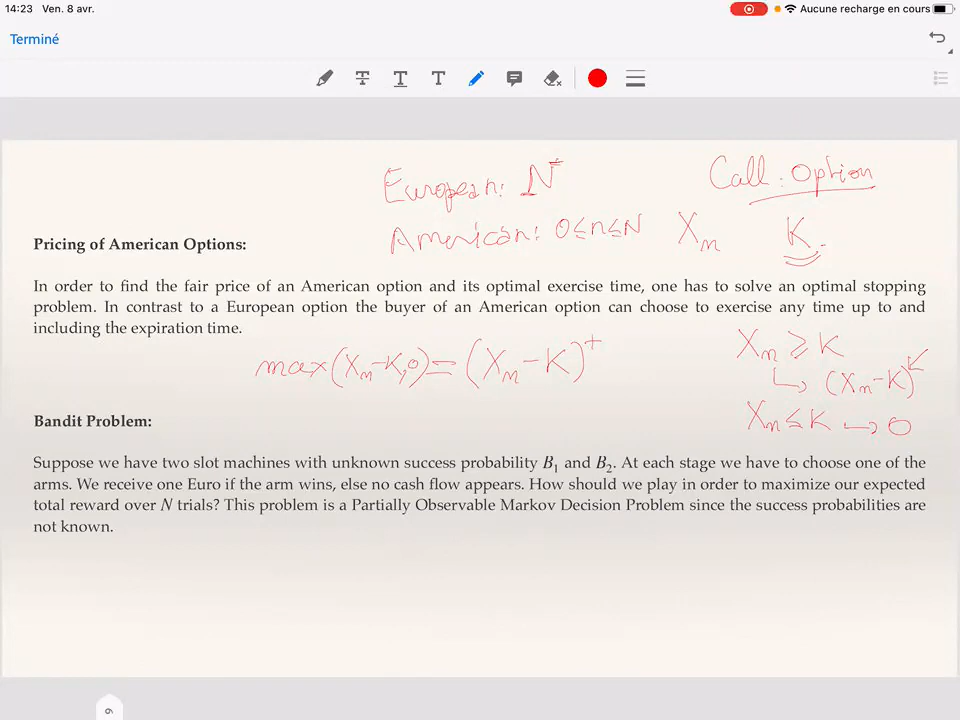 14:23 Ven. 8 avr.
Aucune recharge en cours
Terminé
T T T
European: N
Call Option
American: 0≤n≤N
X_n K
Pricing of American Options:
In order to find the fair price of an American option and its optimal exercise time, one has to solve an optimal stopping
problem. In contrast to a European option the buyer of an American option can choose to exercise any time up to and
including the expiration time.
X_n ≥ K
max(X_n-K,0) = (X_n-K)^+
↳ (X_n-K)
X_n ≤ K ↳ 0
Bandit Problem:
Suppose we have two slot machines with unknown success probability B_1 and B_2. At each stage we have to choose one of the
arms. We receive one Euro if the arm wins, else no cash flow appears. How should we play in order to maximize our expected
total reward over N trials? This problem is a Partially Observable Markov Decision Problem since the success probabilities are
not known.